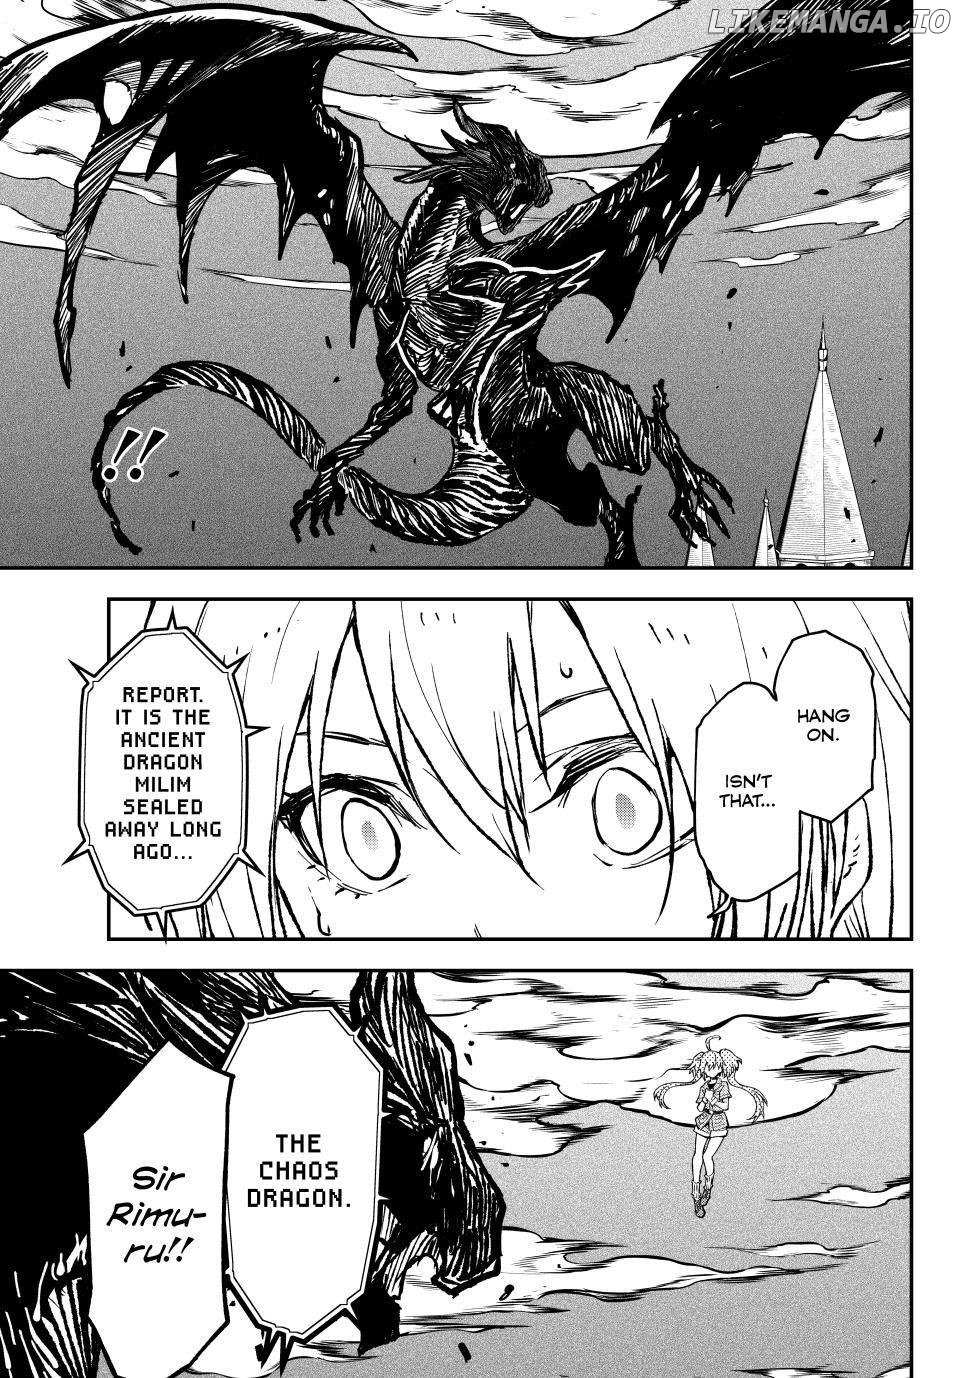 LIKEMANGA.IO
!!
HANG
ON.
ISN'T
THAT...
REPORT.
IT IS THE
ANCIENT
DRAGON
MILIM
SEALED
AWAY LONG
AGO...
THE
CHAOS
DRAGON.
Sir
Rimu-
ru!!